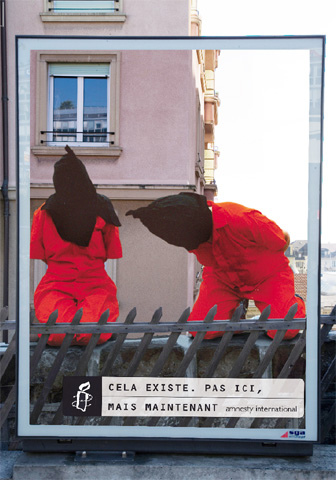 CELA EXISTE. PAS ICI,
MAIS MAINTENANT amnesty international